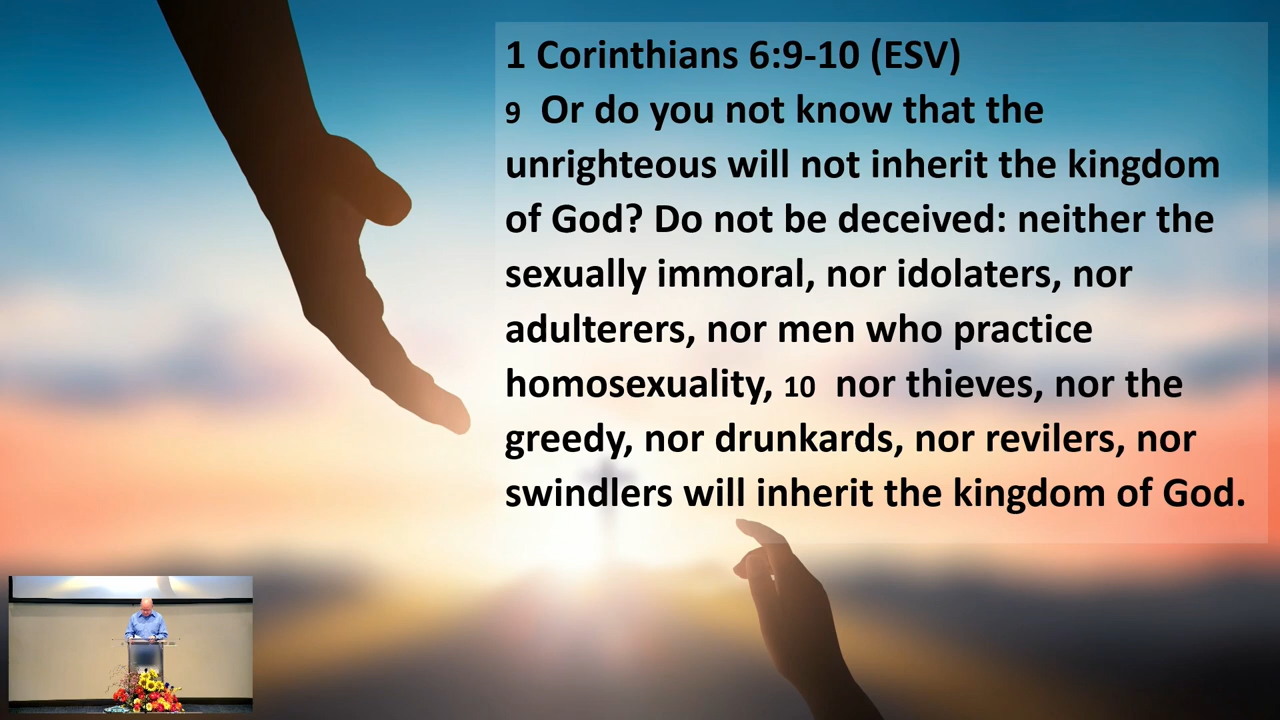 1 Corinthians 6:9-10 (ESV)
9 Or do you not know that the
unrighteous will not inherit the kingdom
of God? Do not be deceived: neither the
sexually immoral, nor idolaters, nor
adulterers, nor men who practice
homosexuality, 10 nor thieves, nor the
greedy, nor drunkards, nor revilers, nor
swindlers will inherit the kingdom of God.